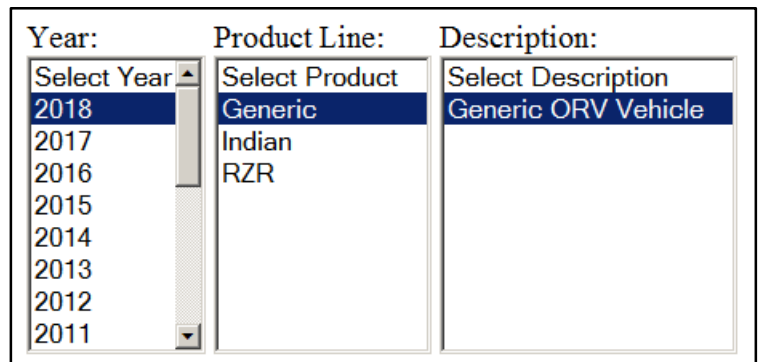 Year: Product Line: Description:
Select Year Select Product Select Description
2018 Generic Generic ORV Vehicle
2017 Indian
2016 RZR
2015
2014
2013
2012
2011